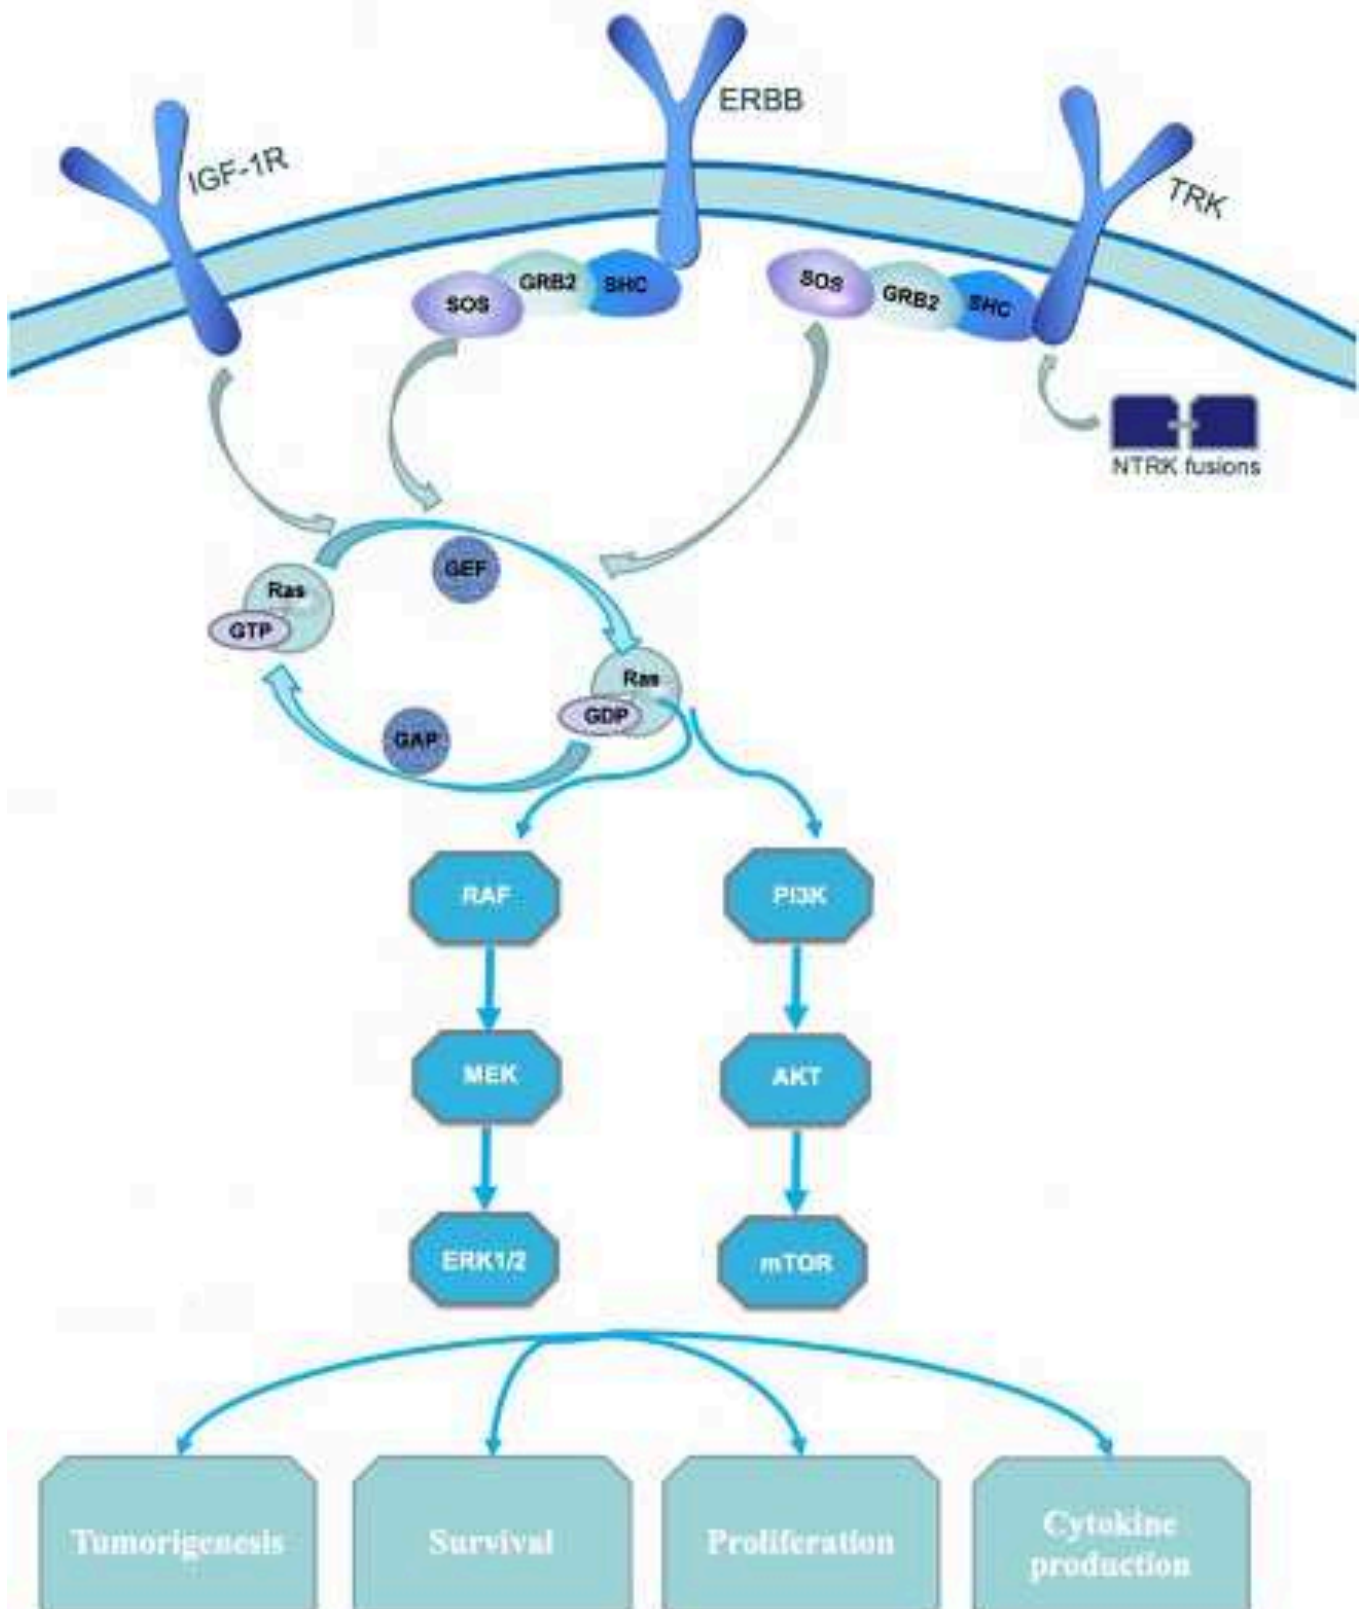 ERBB
IGF-1R
TRK
SOS
GRB2
SHC
SOS
GRB2
SHC
NTRK fusions
GEF
Ras
GTP
Ras
GDP
GAP
RAF
PI3K
MEK
AKT
ERK1/2
mTOR
Tumorigenesis
Survival
Proliferation
Cytokine
production